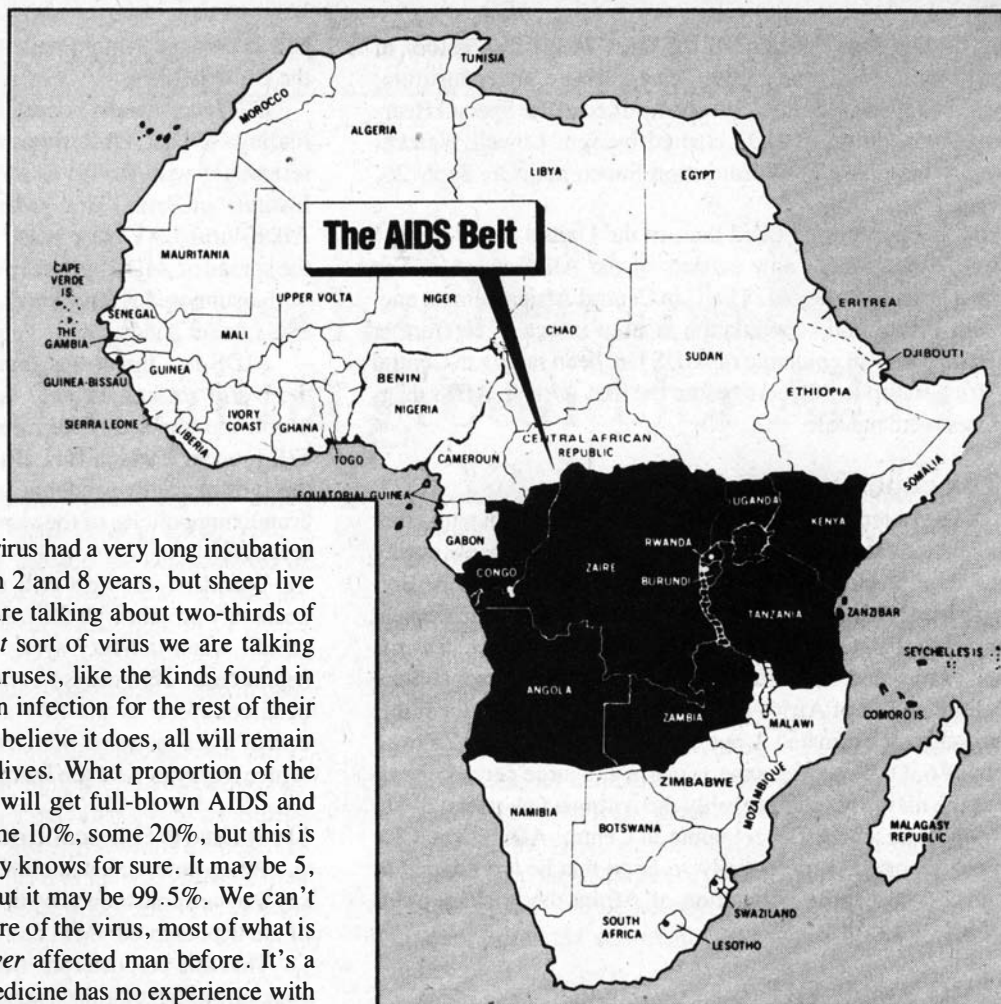 TUNISIA
MOROCCO
ALGERIA
LIBYA
EGYPT
The AIDS Belt
MAURITANIA
CAPE
VERDE
IS.
UPPER VOLTA
NIGER
ERITREA
SENEGAL
THE
GAMBIA
MALI
CHAD
SUDAN
DJIBOUTI
GUINEA-BISSAU
GUINEA
BENIN
NIGERIA
ETHIOPIA
SIERRA LEONE
IVORY
COAST
GHANA
LIBERIA
TOGO
CAMEROUN
CENTRAL AFRICAN
REPUBLIC
SOMALIA
EQUATORIAL GUINEA
UGANDA
KENYA
GABON
RWANDA
CONGO
ZAIRE
BURUNDI
TANZANIA
ZANZIBAR
SEYCHELLES IS.
ANGOLA
ZAMBIA
MALAWI
COMORO IS.
ZIMBABWE
MOZAMBIQUE
NAMIBIA
BOTSWANA
MALAGASY
REPUBLIC
SWAZILAND
SOUTH
AFRICA
LESOTHO
virus had a very long incubation
2 and 8 years, but sheep live
re talking about two-thirds of
sort of virus we are talking
ruses, like the kinds found in
n infection for the rest of their
believe it does, all will remain
lives. What proportion of the
will get full-blown AIDS and
ne 10%, some 20%, but this is
y knows for sure. It may be 5,
ut it may be 99.5%. We can't
re of the virus, most of what is
ver affected man before. It's a
edicine has no experience with